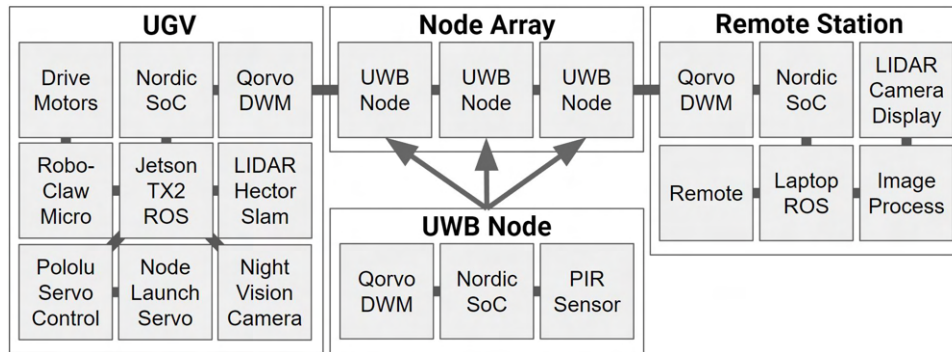 UGV
Drive
Motors
Nordic
SoC
Qorvo
DWM
Robo-
Claw
Micro
Jetson
TX2
ROS
LIDAR
Hector
Slam
Pololu
Servo
Control
Node
Launch
Servo
Night
Vision
Camera
Node Array
UWB
Node
UWB
Node
UWB
Node
UWB Node
Qorvo
DWM
Nordic
SoC
PIR
Sensor
Remote Station
Qorvo
DWM
Nordic
SoC
LIDAR
Camera
Display
Remote
Laptop
ROS
Image
Process